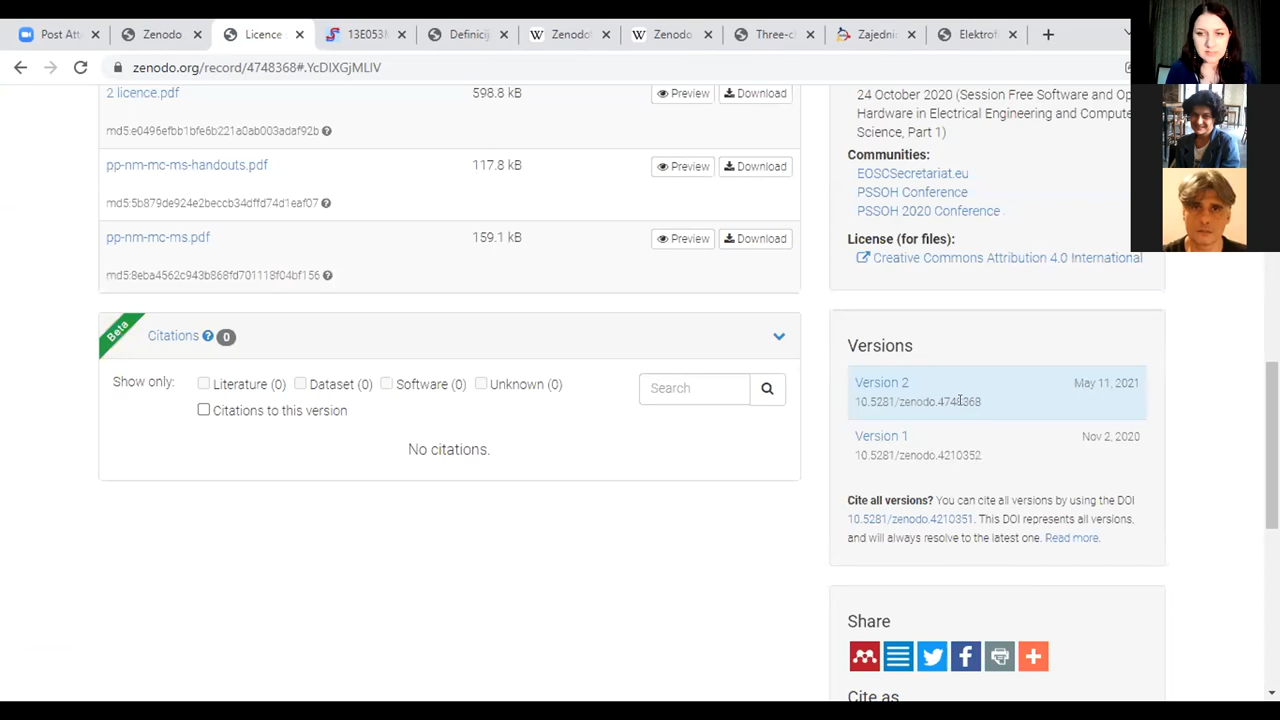 Post Att
Zenodo
Licence
13E053M
Definicij
Zenodo
Zenodo
Three-cl
Zajednic
Elektrof
zenodo.org/record/4748368#.YcDIXGjMLIV
2 licence.pdf
598.8 kB
Preview
Download
md5:e0496efbb1bfe6b221a0ab003adaf92b
pp-nm-mc-ms-handouts.pdf
117.8 kB
Preview
Download
md5:5b879de924e2beccb34dffd74d1eaf07
pp-nm-mc-ms.pdf
159.1 kB
Preview
Download
md5:8eba4562c943b868fd701118f04bf156
Beta
Citations ? 0
Show only:
Literature (0)
Dataset (0)
Software (0)
Unknown (0)
Search
Citations to this version
No citations.
24 October 2020 (Session Free Software and Op
Hardware in Electrical Engineering and Compute
Science, Part 1)
Communities:
EOSCSecretariat.eu
PSSOH Conference
PSSOH 2020 Conference
License (for files):
Creative Commons Attribution 4.0 International
Versions
Version 2 May 11, 2021
10.5281/zenodo.4748368
Version 1 Nov 2, 2020
10.5281/zenodo.4210352
Cite all versions? You can cite all versions by using the DOI
10.5281/zenodo.4210351. This DOI represents all versions,
and will always resolve to the latest one. Read more.
Share
Cite as